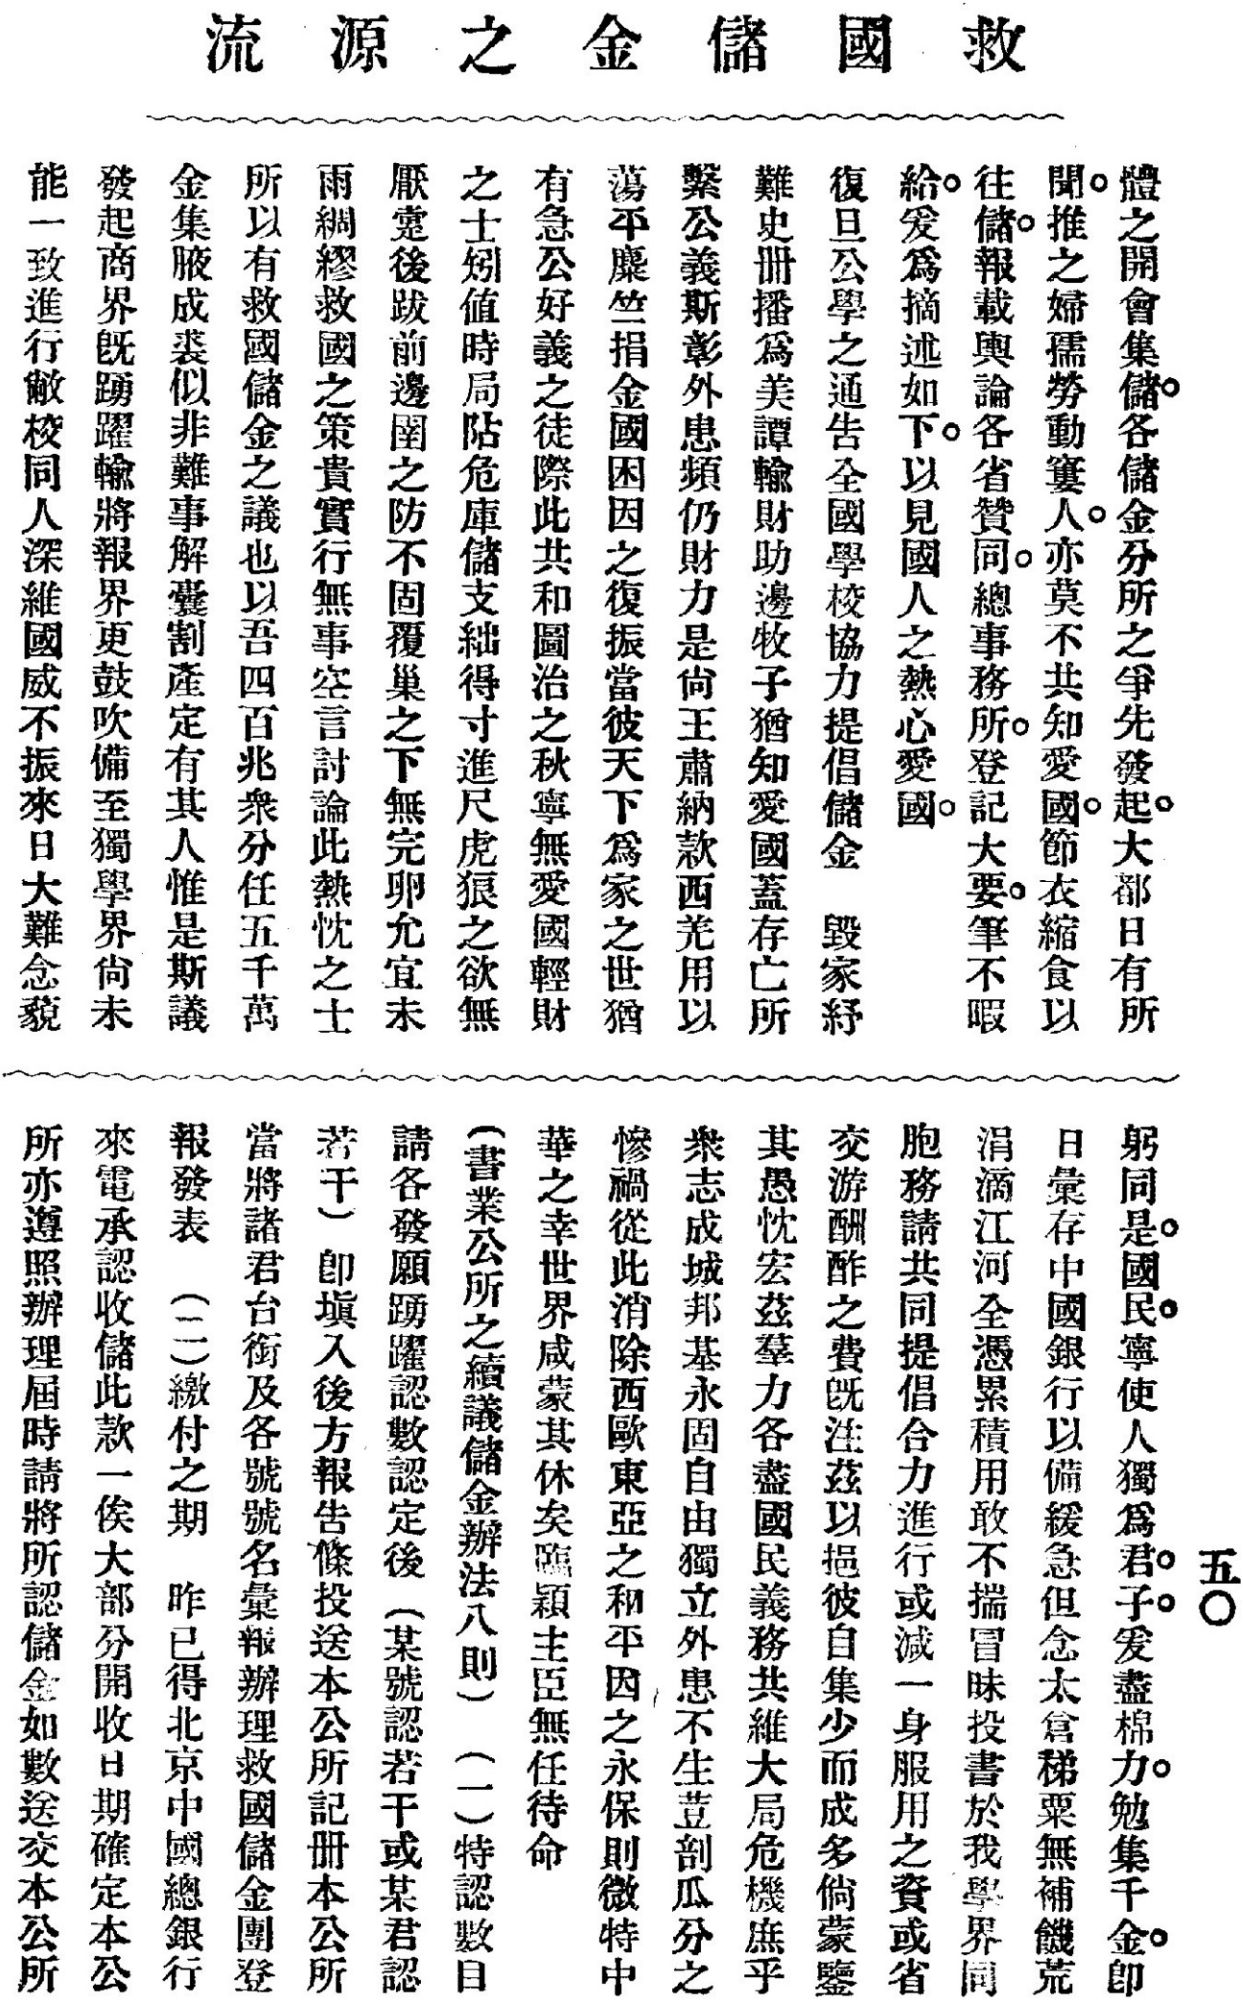 救國儲金之源流
體之開會集儲。各儲金分所之爭先發起。大都日有所
聞。推之婦孺勞動窶人。亦莫不共知愛國。節衣縮食以
往儲。報載輿論各省贊同。總事務所。登記大要。筆不暇
給。爰爲摘述如下。以見國人之熱心愛國。
復旦公學之通告全國學校協力提倡儲金　毀家紓
難史册播爲美譚輸財助邊牧子猶知愛國蓋存亡所
繫公義斯彰外患頻仍財力是尙王肅納款西羌用以
蕩平麋竺捐金國困因之復振當彼天下爲家之世猶
有急公好義之徒際此共和圖治之秋寧無愛國輕財
之士矧值時局阽危庫儲支絀得寸進尺虎狼之欲無
厭疐後跋前邊圉之防不固覆巢之下無完卵允宜未
雨綢繆救國之策貴實行無事空言討論此熱忱之士
所以有救國儲金之議也以吾四百兆衆分任五千萬
金集腋成裘似非難事解囊割產定有其人惟是斯議
發起商界旣踴躍輸將報界更鼓吹備至獨學界尙未
能一致進行敝校同人深維國威不振來日大難念藐
躬同是。國民。寧使人獨爲君。子。爰盡棉力。勉集千金。卽
日彙存中國銀行以備緩急但念太倉稊粟無補饑荒
涓滴江河全憑累積用敢不揣冒昧投書於我學界同
胞務請共同提倡合力進行或減一身服用之資或省
交游酬酢之費旣注茲以挹彼自集少而成多倘蒙鑒
其愚忱宏茲羣力各盡國民義務共維大局危機庶乎
衆志成城邦基永固自由獨立外患不生荳剖瓜分之
慘禍從此消除西歐東亞之和平因之永保則微特中
華之幸世界咸蒙其休矣臨穎主臣無任待命
（書業公所之續議儲金辦法八則）　（一）特認數目
請各發願踴躍認數認定後（某號認若干或某君認
若干）卽塡入後方報告條投送本公所記册本公所
當將諸君台銜及各號號名彙報辦理救國儲金團登
報發表　（二）繳付之期　昨已得北京中國總銀行
來電承認收儲此款一俟大部分開收日期確定本公
所亦遵照辦理屆時請將所認儲金如數送交本公所
五〇